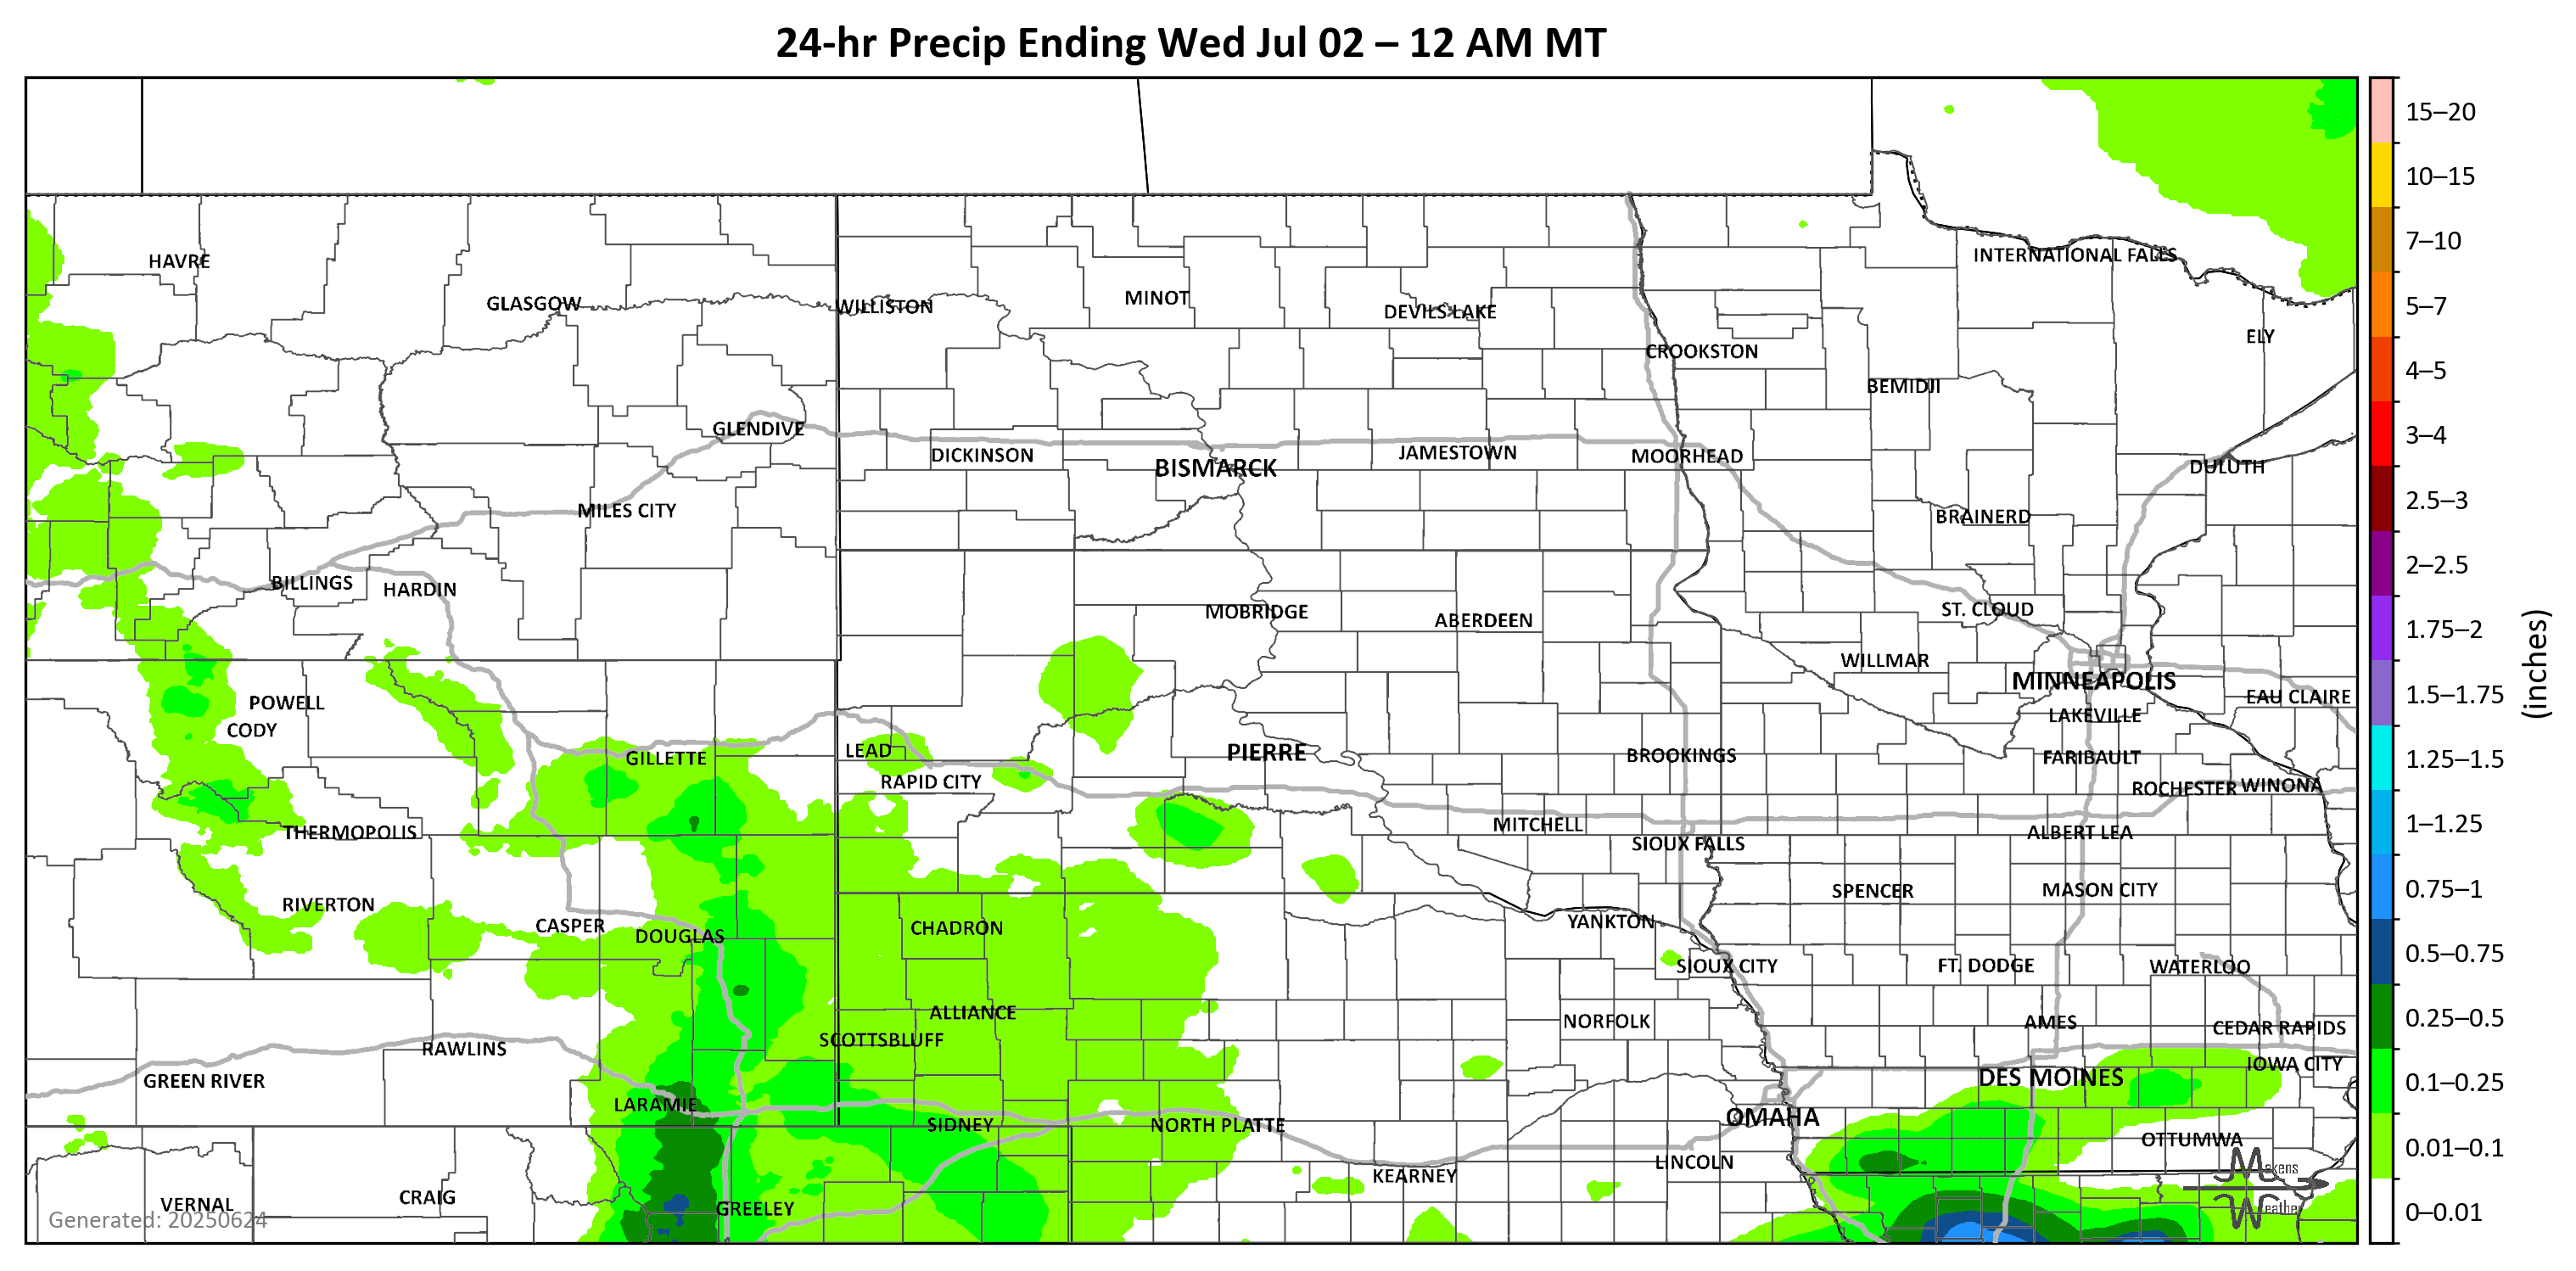 24-hr Precip Ending Wed Jul 02 – 12 AM MT
15–20
10–15
7–10
5–7
4–5
3–4
2.5–3
2–2.5
1.75–2
1.5–1.75
1.25–1.5
1–1.25
0.75–1
0.5–0.75
0.25–0.5
0.1–0.25
0.01–0.1
0–0.01
(inches)
HAVRE
INTERNATIONAL FALLS
GLASGOW
WILLISTON
MINOT
DEVILS LAKE
ELY
CROOKSTON
BEMIDJI
GLENDIVE
DICKINSON
BISMARCK
JAMESTOWN
MOORHEAD
DULUTH
MILES CITY
BRAINERD
BILLINGS
HARDIN
MOBRIDGE
ABERDEEN
ST. CLOUD
WILLMAR
MINNEAPOLIS
EAU CLAIRE
POWELL
CODY
LAKEVILLE
GILLETTE
LEAD
RAPID CITY
PIERRE
BROOKINGS
FARIBAULT
ROCHESTER
WINONA
THERMOPOLIS
MITCHELL
SIOUX FALLS
ALBERT LEA
RIVERTON
CASPER
DOUGLAS
CHADRON
YANKTON
SPENCER
MASON CITY
SIOUX CITY
FT. DODGE
WATERLOO
ALLIANCE
SCOTTSBLUFF
NORFOLK
AMES
CEDAR RAPIDS
RAWLINS
GREEN RIVER
IOWA CITY
DES MOINES
LARAMIE
SIDNEY
NORTH PLATTE
OMAHA
OTTUMWA
KEARNEY
LINCOLN
VERNAL
CRAIG
GREELEY
Makens
Weather
Generated: 20250624